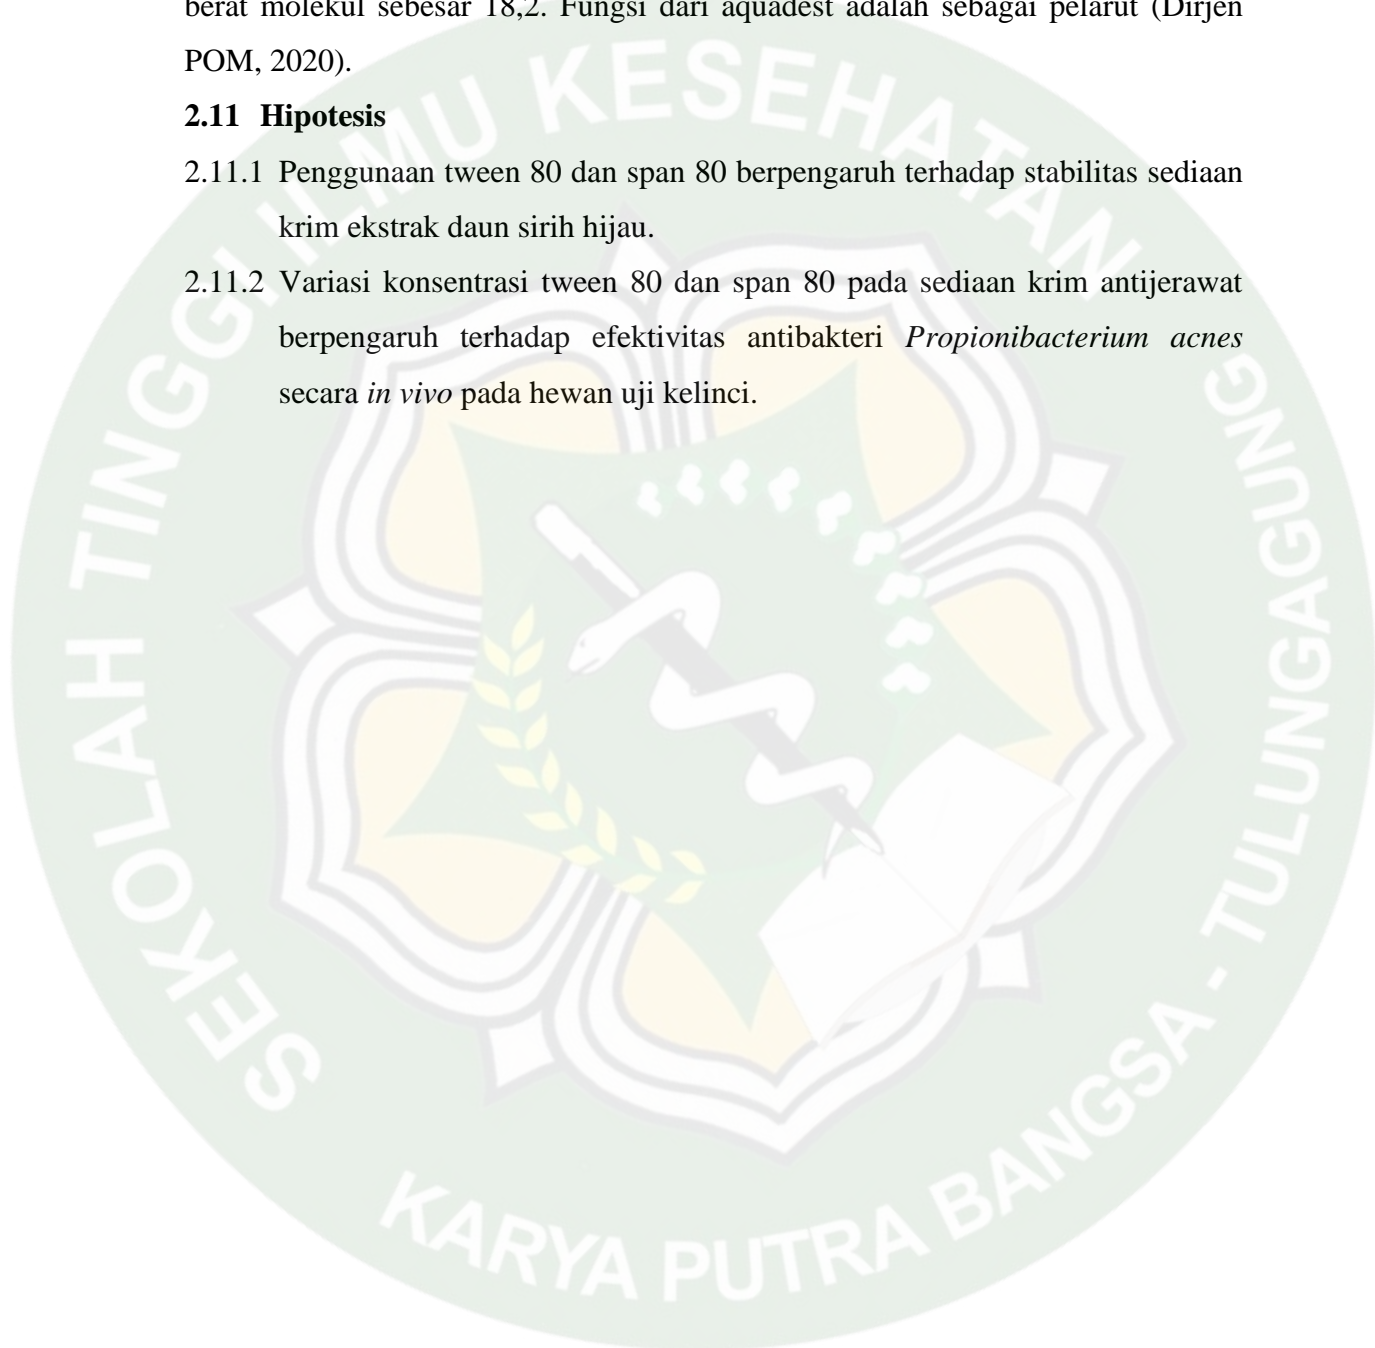 berat molekul sebesar 18,2. Fungsi dari aquadest adalah sebagai pelarut (Dirjen
POM, 2020).
2.11 Hipotesis
2.11.1 Penggunaan tween 80 dan span 80 berpengaruh terhadap stabilitas sediaan
krim ekstrak daun sirih hijau.
2.11.2 Variasi konsentrasi tween 80 dan span 80 pada sediaan krim antijerawat
berpengaruh terhadap efektivitas antibakteri Propionibacterium acnes
secara in vivo pada hewan uji kelinci.
SEKOLAH TINGGI ILMU KESEHATAN
KARYA PUTRA BANGSA - TULUNGAGUNG